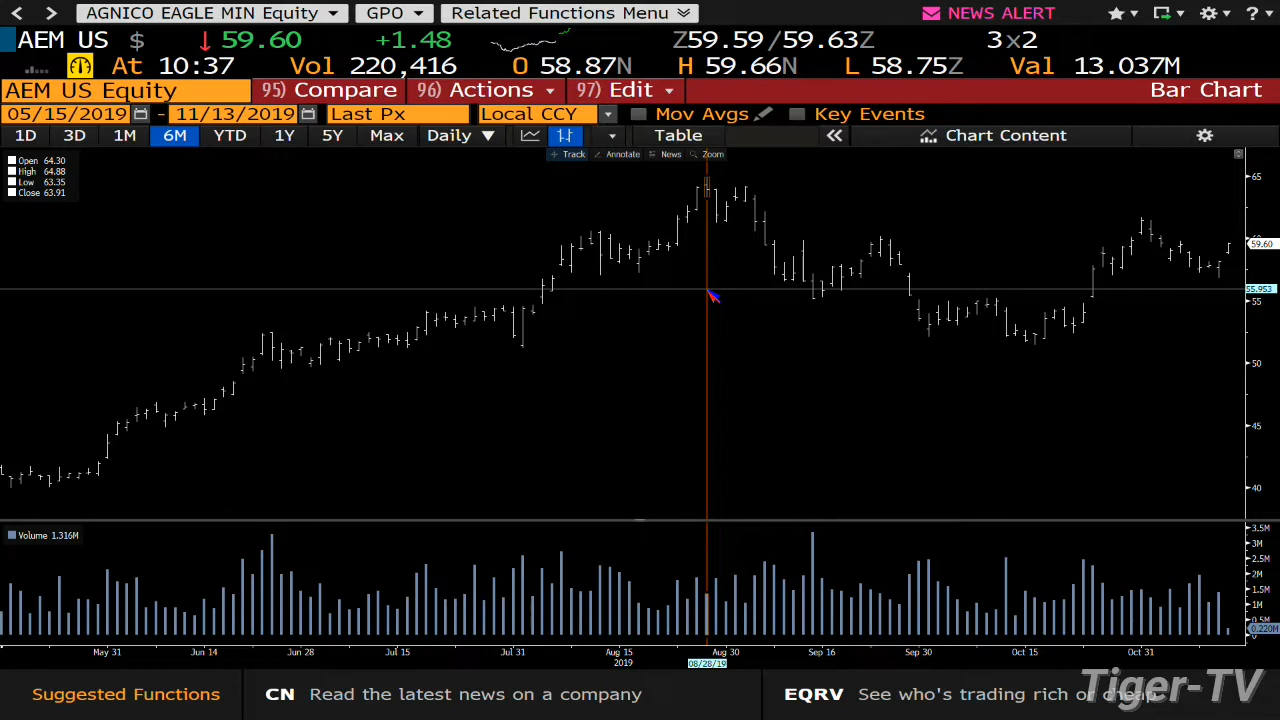 AGNICO EAGLE MIN Equity GPO Related Functions Menu NEWS ALERT ?
AEM US $ ↓ 59.60 +1.48 Z59.59/59.63Z 3x2
At 10:37 Vol 220,416 O 58.87N H 59.66N L 58.75Z Val 13.037M
AEM US Equity 95) Compare 96) Actions 97) Edit Bar Chart
05/15/2019 - 11/13/2019 Last Px Local CCY Mov Avgs Key Events
1D 3D 1M 6M YTD 1Y 5Y Max Daily ▼ Table « Chart Content
Track Annotate News Zoom
Open 64.30
High 64.88
Low 63.35
Close 63.91
65
60
59.60
55.953
55
50
45
40
Volume 1.316M
3.5M
3M
2.5M
2M
1.5M
1M
0.5M
0.220M
0
May 31 Jun 14 Jun 28 Jul 15 Jul 31 Aug 15 Aug 30 Sep 16 Sep 30 Oct 15 Oct 31
2019 08/28/19
Suggested Functions CN Read the latest news on a company EQRV See who's trading rich or cheap
Tiger-TV